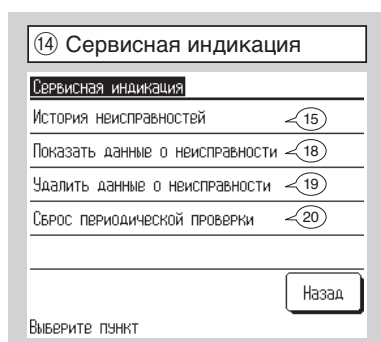 ⑭ Сервисная индикация
Сервисная индикация
История неисправностей ⑮
Показать данные о неисправности ⑱
Удалить данные о неисправности ⑲
Сброс периодической проверки ⑳
Назад
Выберите пункт